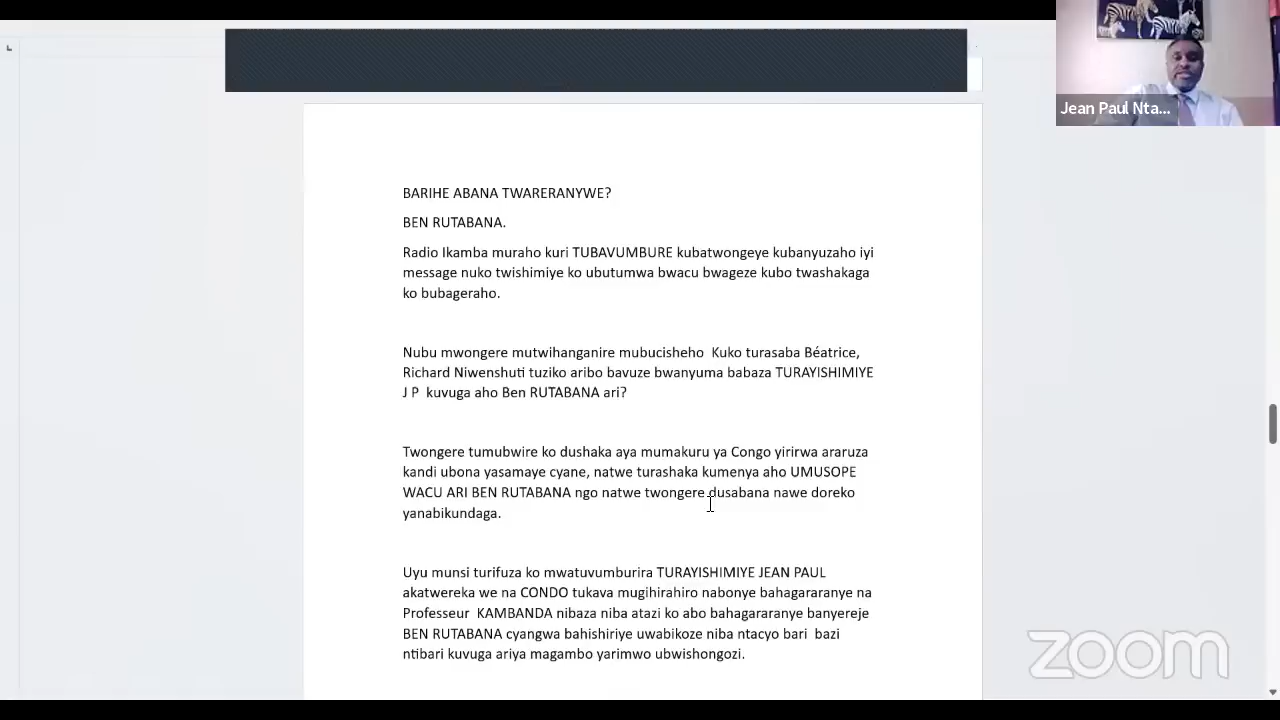 Jean Paul Nta...
BARIHE ABANA TWARERANYWE?
BEN RUTABANA.
Radio Ikamba muraho kuri TUBAVUMBURE kubatwongeye kubanyuzaho iyi
message nuko twishimiye ko ubutumwa bwacu bwageze kubo twashakaga
ko bubageraho.
Nubu mwongere mutwihanganire mubucisheho Kuko turasaba Béatrice,
Richard Niwenshuti tuziko aribo bavuze bwanyuma babaza TURAYISHIMIYE
J P kuvuga aho Ben RUTABANA ari?
Twongere tumubwire ko dushaka aya mumakuru ya Congo yirirwa araruza
kandi ubona yasamaye cyane, natwe turashaka kumenya aho UMUSOPE
WACU ARI BEN RUTABANA ngo natwe twongere dusabana nawe doreko
yanabikundaga.
Uyu munsi turifuza ko mwatuvumburira TURAYISHIMIYE JEAN PAUL
akatwereka we na CONDO tukava mugihirahiro nabonye bahagararanye na
Professeur KAMBANDA nibaza niba atazi ko abo bahagararanye banyereje
BEN RUTABANA cyangwa bahishiriye uwabikoze niba ntacyo bari bazi
ntibari kuvuga ariya magambo yarimwo ubwishongozi.
zoom